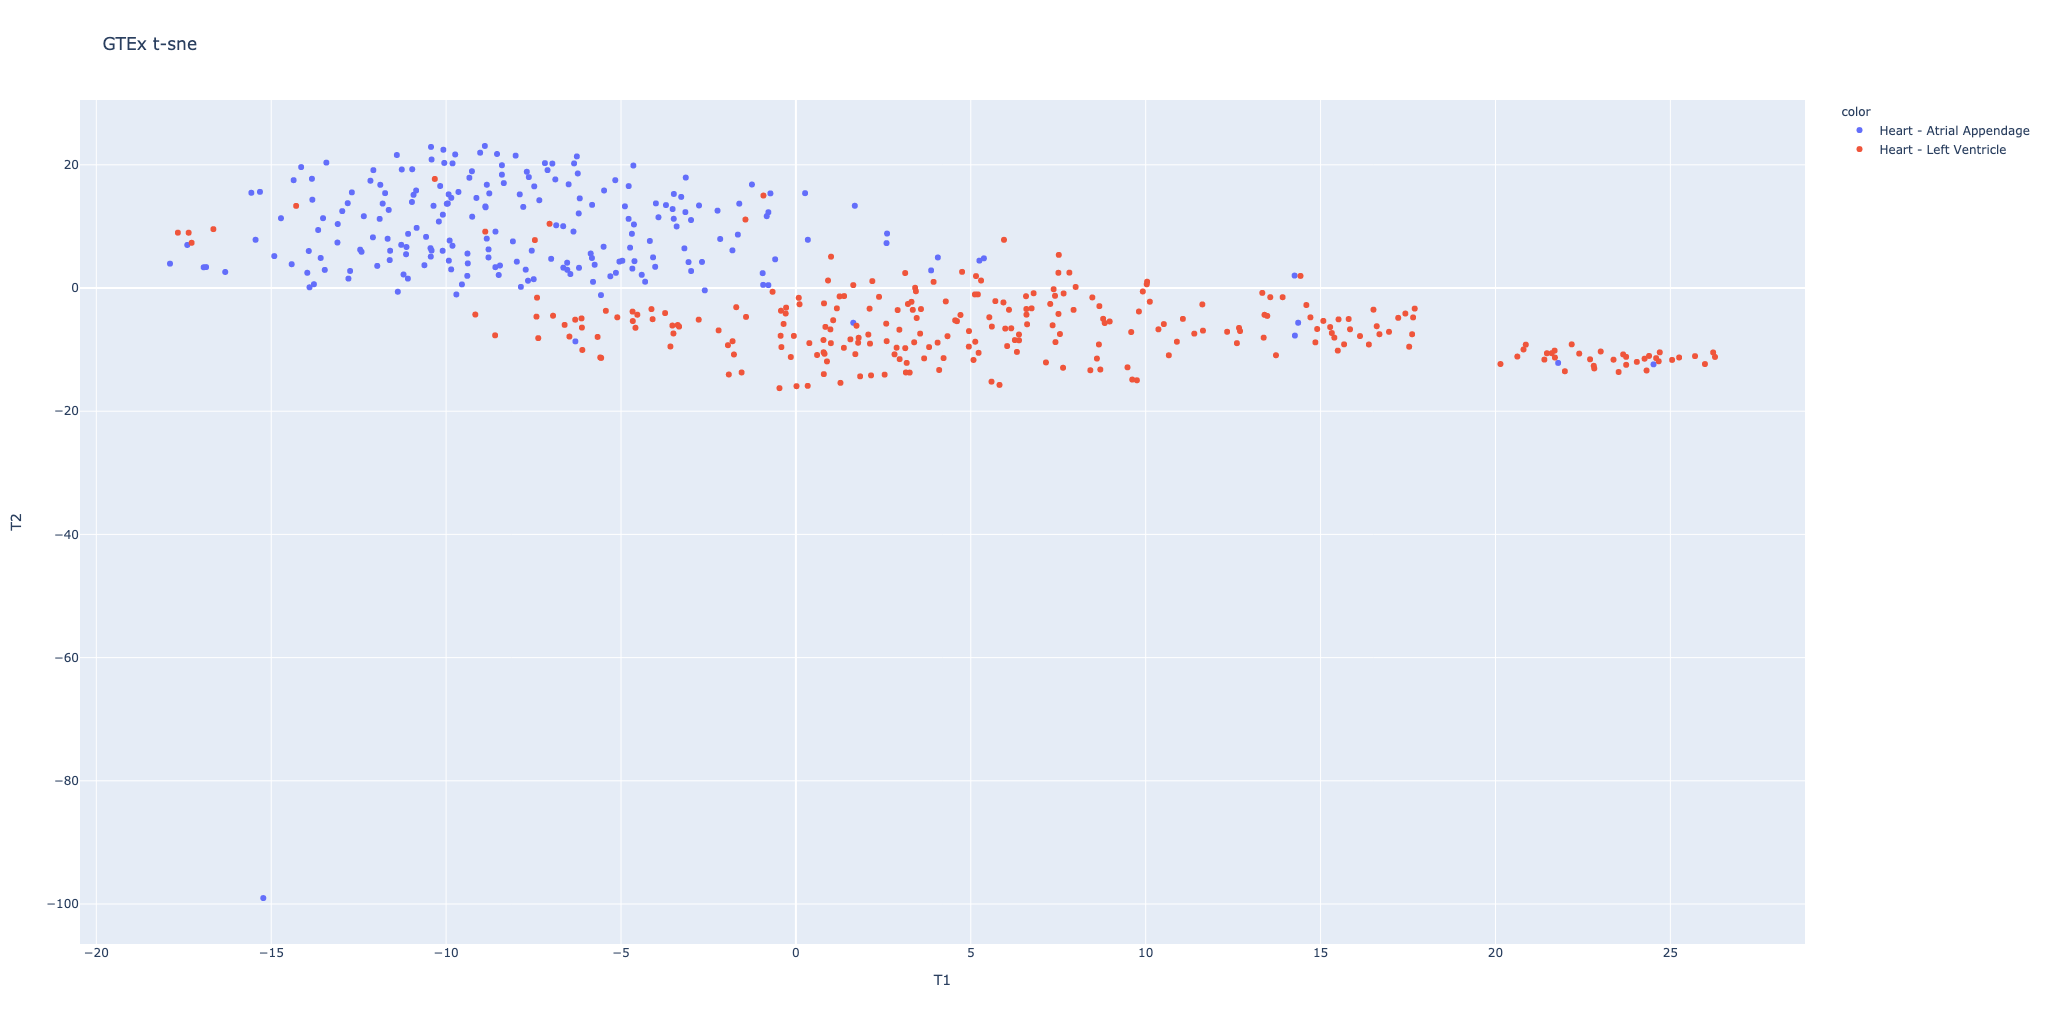 GTEx t-sne
color
Heart - Atrial Appendage
Heart - Left Ventricle
20
0
−20
−40
−60
−80
−100
T2
−20 −15 −10 −5 0 5 10 15 20 25
T1